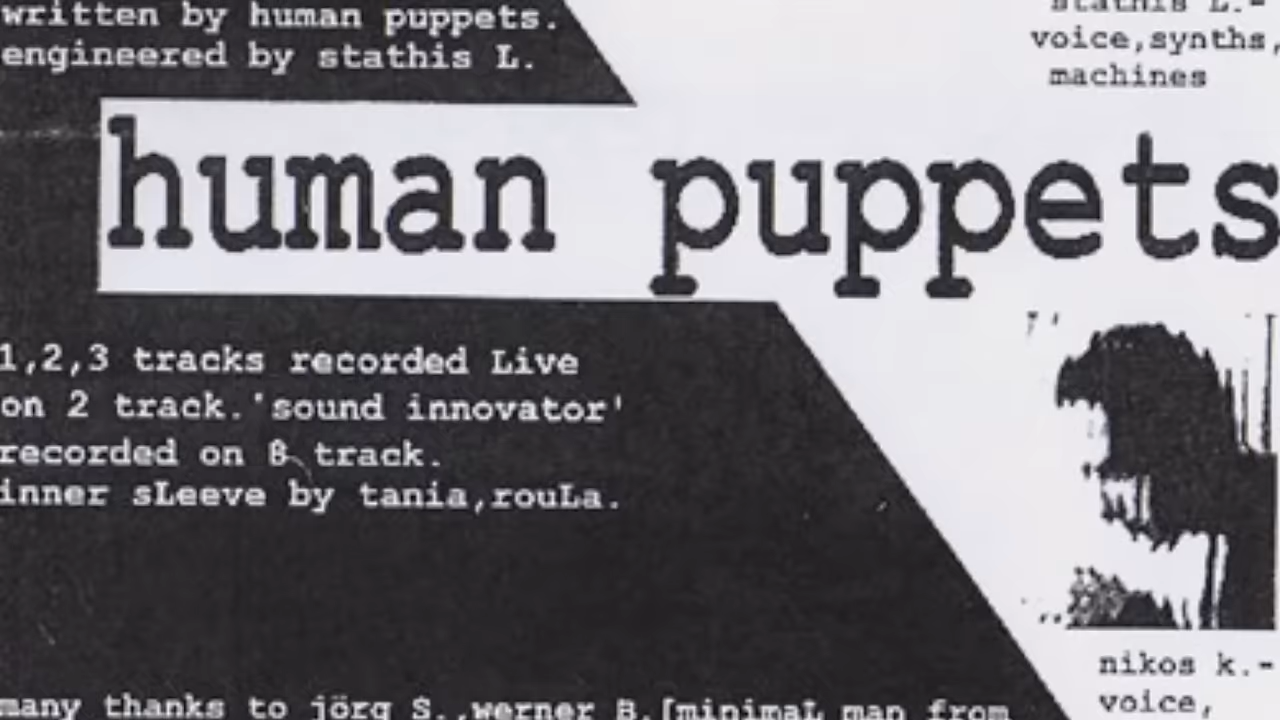 written by human puppets.
engineered by stathis L.
stathis L.-
voice,synths,
machines
human puppets
1,2,3 tracks recorded Live
on 2 track.'sound innovator'
recorded on 8 track.
inner sLeeve by tania,rouLa.
nikos k.-
voice,
many thanks to jörg S.,werner B.[minimaL man from